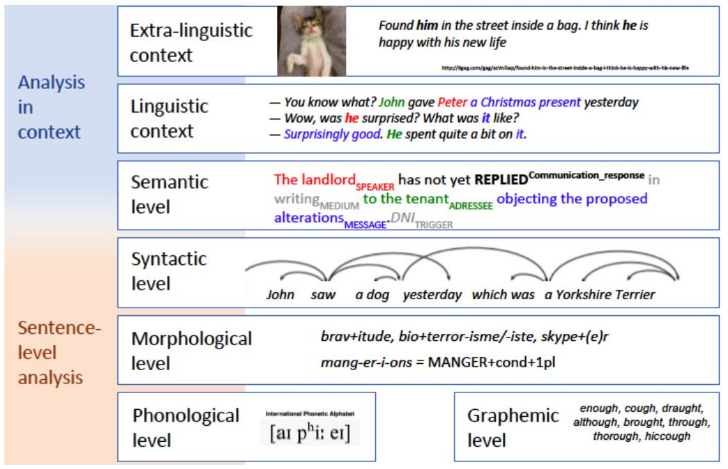 Analysis
in
context
Extra-linguistic
context
Found him in the street inside a bag. I think he is
happy with his new life
Linguistic
context
— You know what? John gave Peter a Christmas present yesterday
— Wow, was he surprised? What was it like?
— Surprisingly good. He spent quite a bit on it.
Semantic
level
The landlordSPEAKER has not yet REPLIEDCommunication_response in
writingMEDIUM to the tenantADRESSEE objecting the proposed
alterationsMESSAGE.DNITRIGGER
Sentence-
level
analysis
Syntactic
level
John saw a dog yesterday which was a Yorkshire Terrier
Morphological
level
brav+itude, bio+terror-isme/-iste, skype+(e)r
mang-er-i-ons = MANGER+cond+1pl
Phonological
level
International Phonetic Alphabet
[aɪ pʰiː eɪ]
Graphemic
level
enough, cough, draught,
although, brought, through,
thorough, hiccough